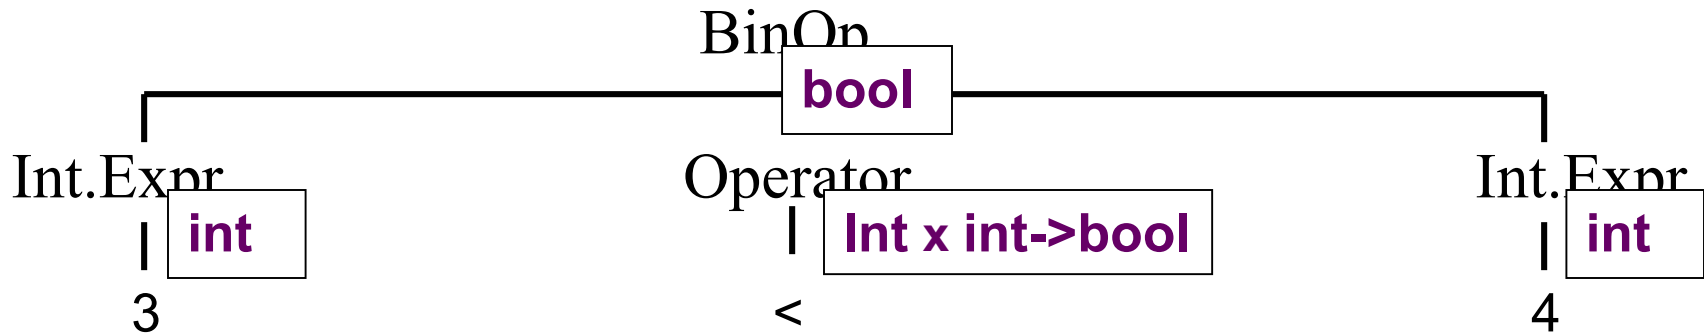 BinOp
bool
Int.Expr Operator Int.Expr
int Int x int->bool int
3 < 4